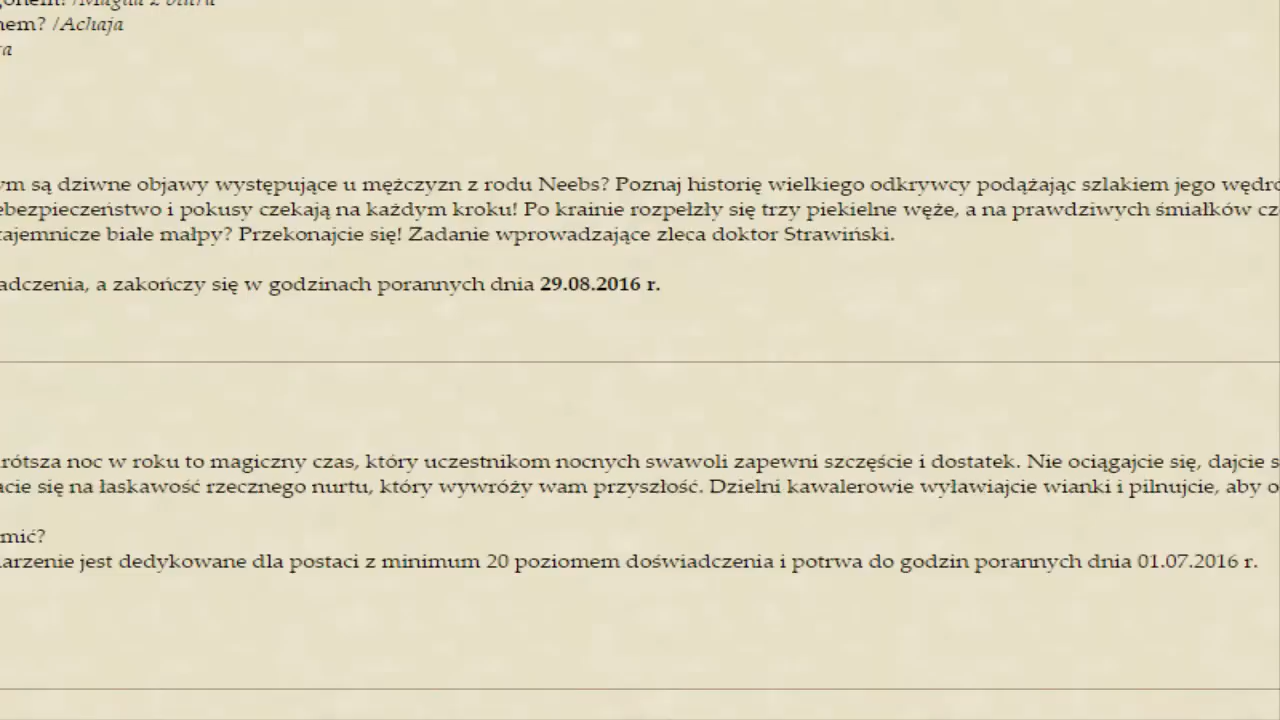 nem? /Achaja
ym są dziwne objawy występujące u mężczyzn z rodu Neebs? Poznaj historię wielkiego odkrywcy podążając szlakiem jego wędro
ebezpieczeństwo i pokusy czekają na każdym kroku! Po krainie rozpełzły się trzy piekielne węże, a na prawdziwych śmiałków cz
tajemnicze białe małpy? Przekonajcie się! Zadanie wprowadzające zleca doktor Strawiński.
adczenia, a zakończy się w godzinach porannych dnia 29.08.2016 r.
rótsza noc w roku to magiczny czas, który uczestnikom nocnych swawoli zapewni szczęście i dostatek. Nie ociągajcie się, dajcie s
acie się na łaskawość rzecznego nurtu, który wywróży wam przyszłość. Dzielni kawalerowie wyławiajcie wianki i pilnujcie, aby o
mić?
arzenie jest dedykowane dla postaci z minimum 20 poziomem doświadczenia i potrwa do godzin porannych dnia 01.07.2016 r.